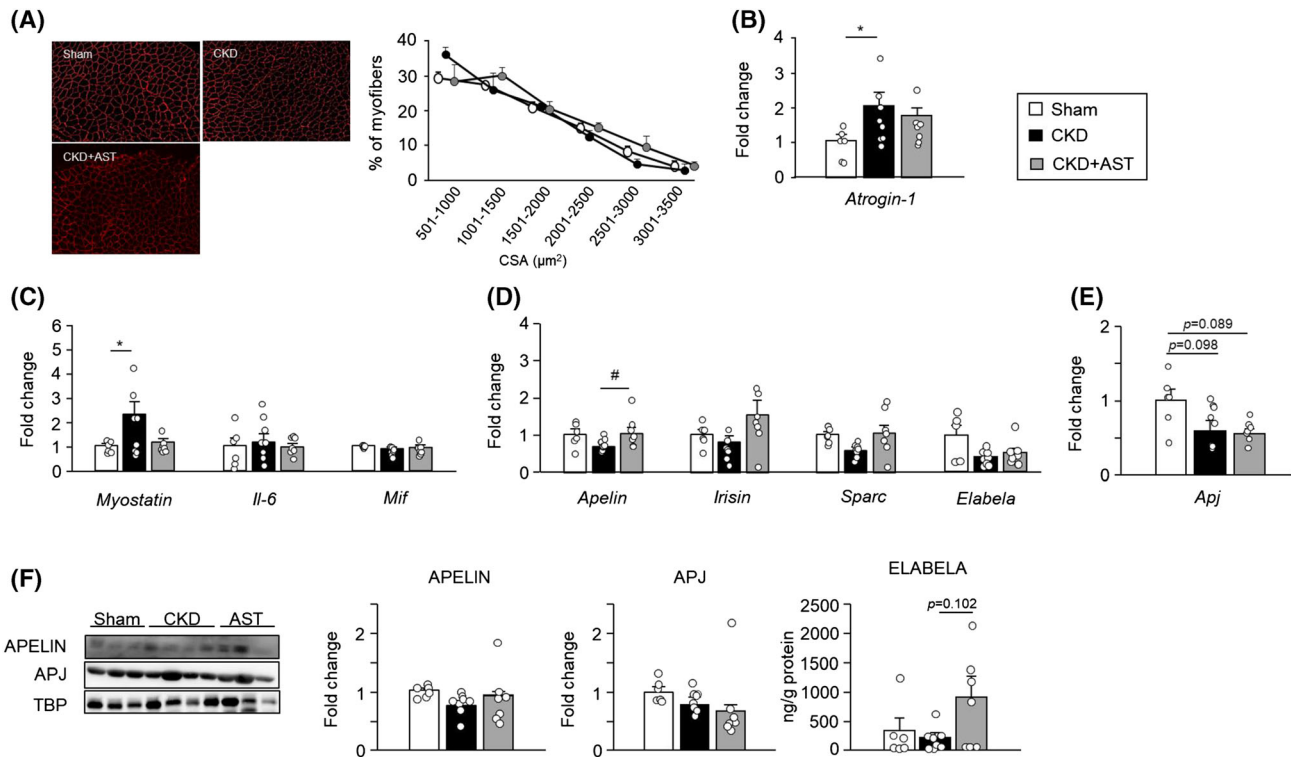 (A)
Sham
CKD
CKD+AST
% of myofibers
40
30
20
10
0
501-1000
1001-1500
1501-2000
2001-2500
2501-3000
3001-3500
CSA (µm²)
(B)
Fold change
4
3
2
1
0
*
Atrogin-1
Sham
CKD
CKD+AST
(C)
Fold change
6
5
4
3
2
1
0
*
Myostatin
Il-6
Mif
(D)
Fold change
4
3
2
1
0
#
Apelin
Irisin
Sparc
Elabela
(E)
Fold change
2
1
0
p=0.089
p=0.098
Apj
(F)
Sham CKD AST
APELIN
APJ
TBP
APELIN
Fold change
2
1
0
APJ
Fold change
2
1
0
ELABELA
ng/g protein
2500
2000
1500
1000
500
0
p=0.102